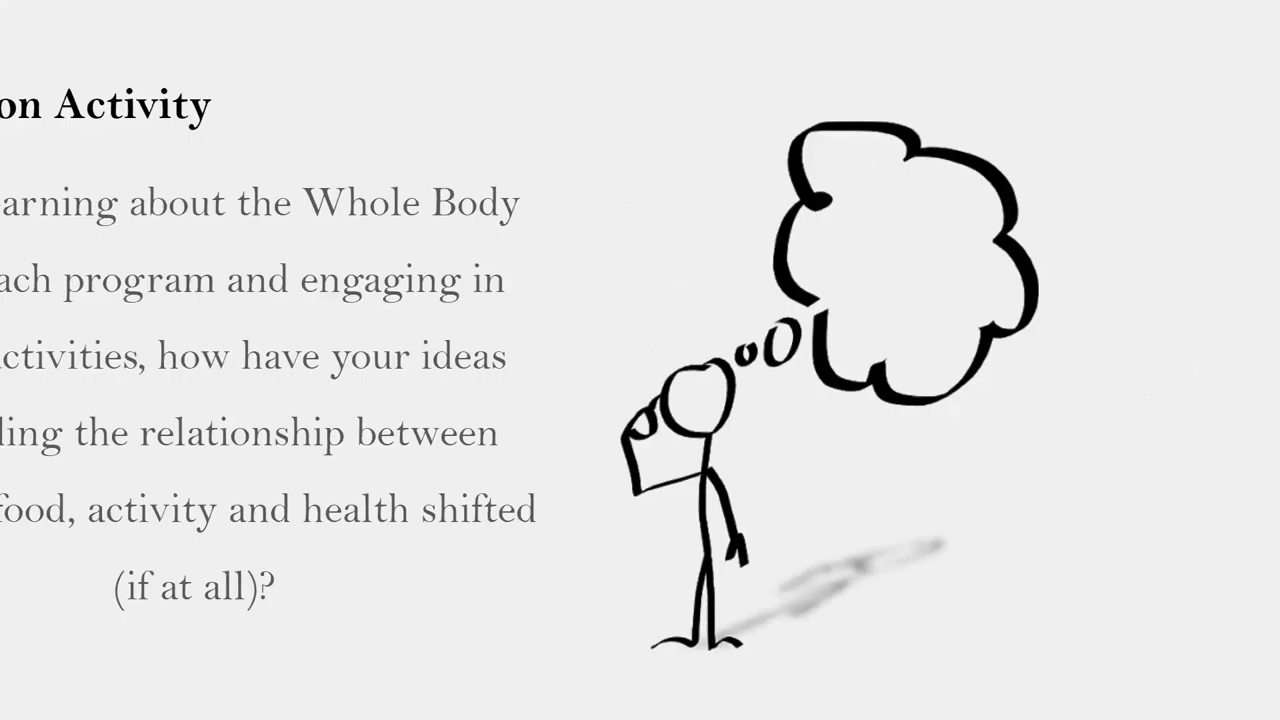 on Activity
arning about the Whole Body
ach program and engaging in
ctivities, how have your ideas
ling the relationship between
food, activity and health shifted
(if at all)?